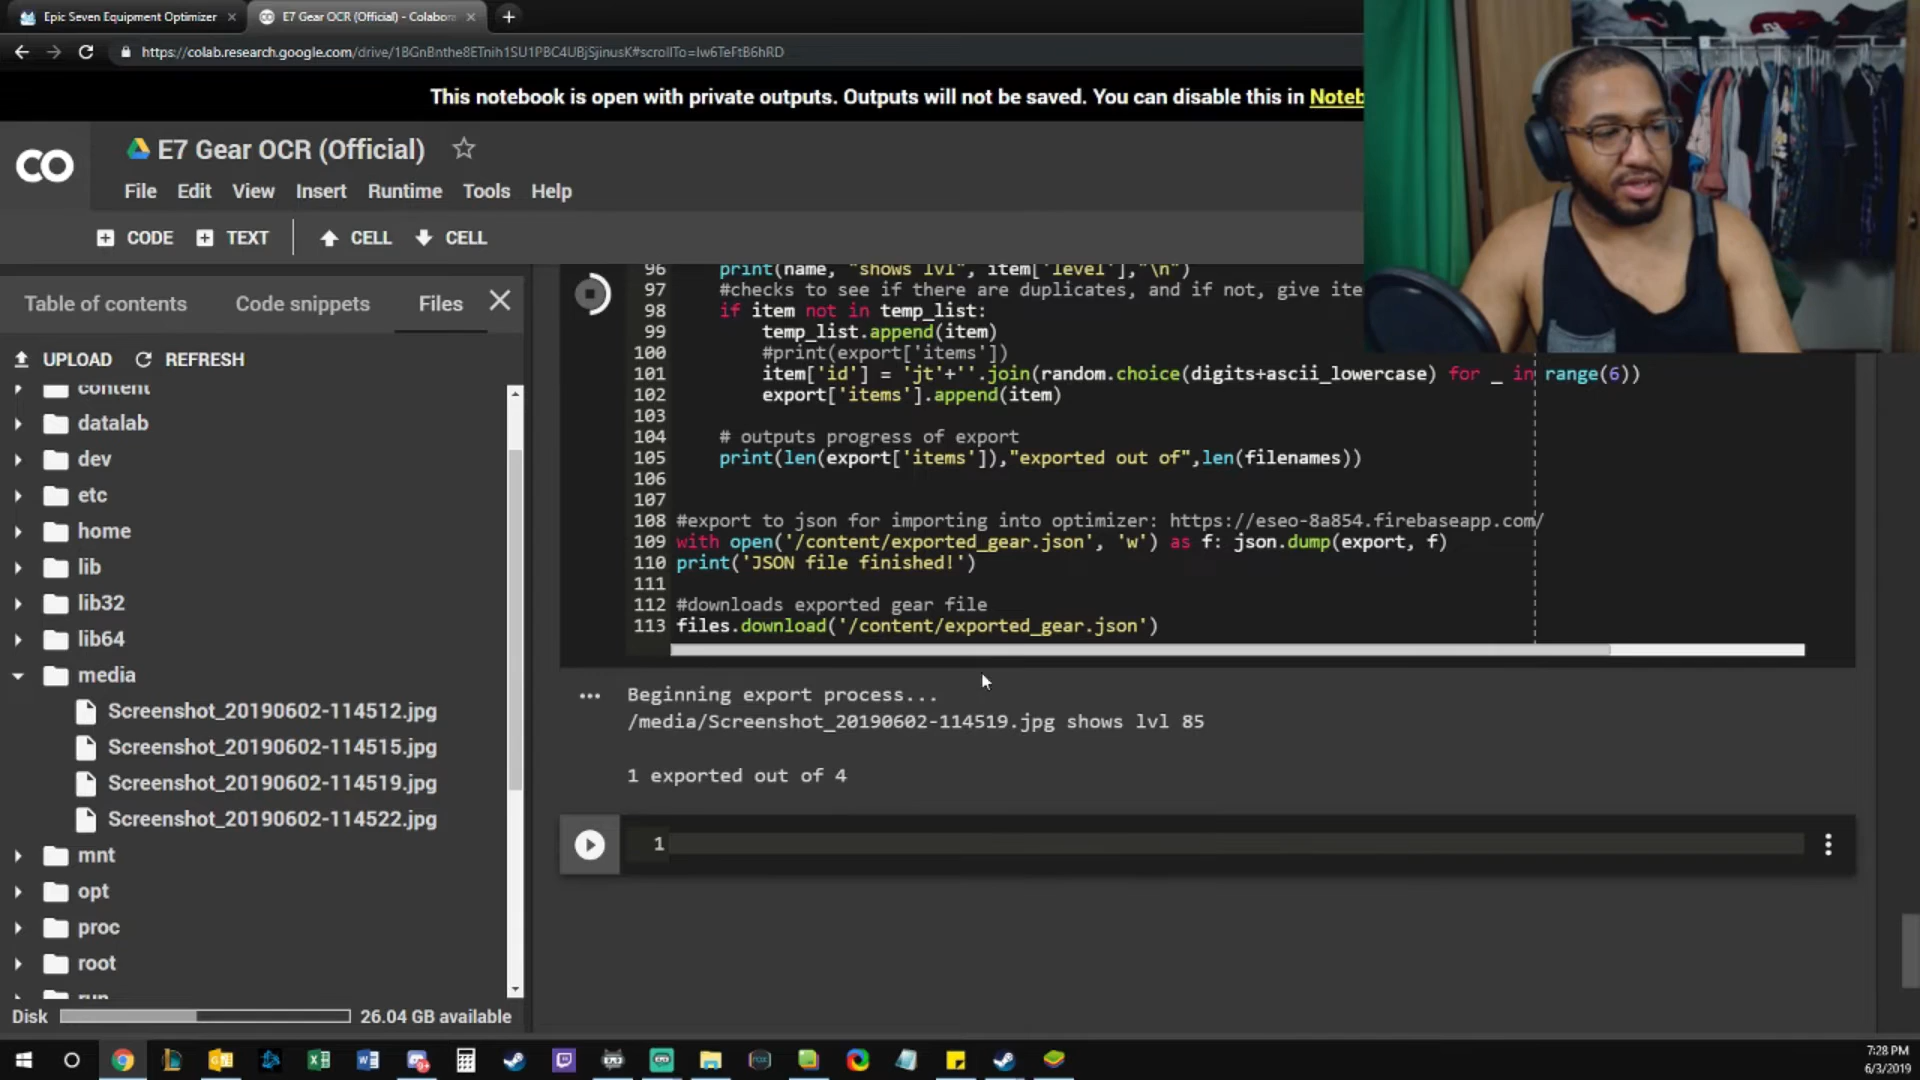 Epic Seven Equipment Optimizer
E7 Gear OCR (Official) - Colabor
https://colab.research.google.com/drive/
This notebook is open with private outputs. Outputs will not be saved. You can disable this in Noteb
CO
E7 Gear OCR (Official)
File Edit View Insert Runtime Tools Help
CODE TEXT CELL CELL
Table of contents Code snippets Files
UPLOAD REFRESH
content
datalab
dev
etc
home
lib
lib32
lib64
media
Screenshot_20190602-114512.jpg
Screenshot_20190602-114515.jpg
Screenshot_20190602-114519.jpg
Screenshot_20190602-114522.jpg
mnt
opt
proc
root
run
Disk 26.04 GB available
96 print(name, "shows lvl", item['level'],"\n")
97 #checks to see if there are duplicates, and if not, give ite
98 if item not in temp_list:
99 temp_list.append(item)
100 #print(export['items'])
101 item['id'] = 'jt'+''.join(random.choice(digits+ascii_lowercase) for _ in range(6))
102 export['items'].append(item)
103
104 # outputs progress of export
105 print(len(export['items']),"exported out of",len(filenames))
106
107
108 #export to json for importing into optimizer: https://eseo-8a854.firebaseapp.com/
109 with open('/content/exported_gear.json', 'w') as f: json.dump(export, f)
110 print('JSON file finished!')
111
112 #downloads exported gear file
113 files.download('/content/exported_gear.json')
Beginning export process...
/media/Screenshot_20190602-114519.jpg shows lvl 85
1 exported out of 4
1
7:28 PM
6/3/2019